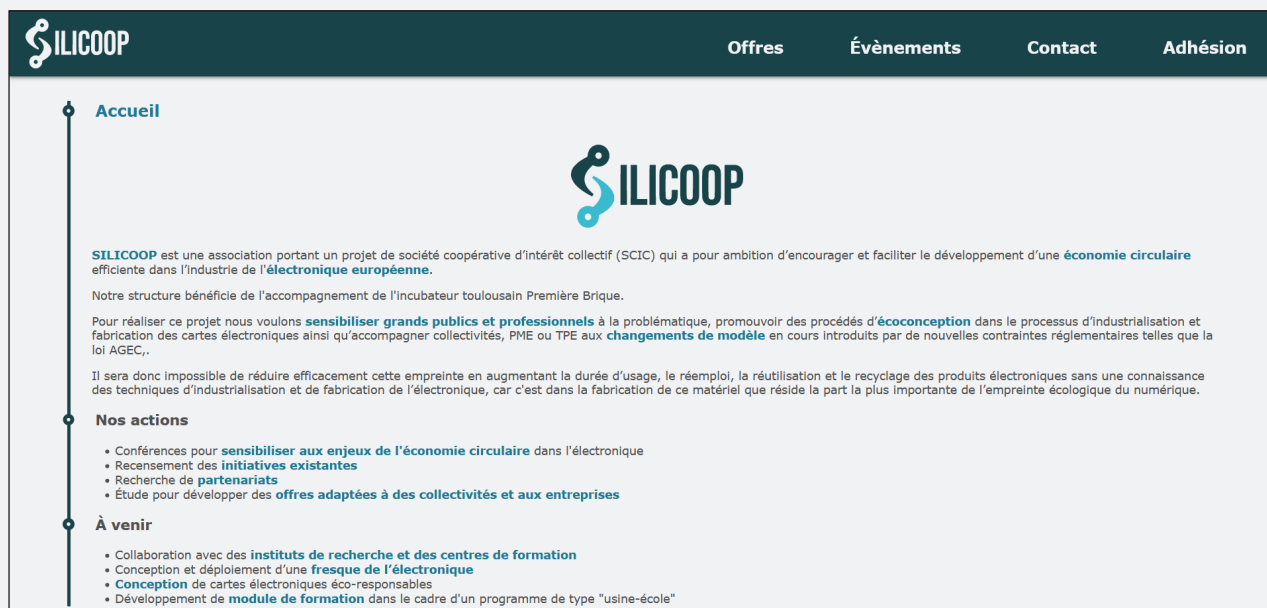 SILICOOP
Offres
Évènements
Contact
Adhésion
Accueil
SILICOOP
SILICOOP est une association portant un projet de société coopérative d’intérêt collectif (SCIC) qui a pour ambition d’encourager et faciliter le développement d’une économie circulaire
efficiente dans l’industrie de l'électronique européenne.
Notre structure bénéficie de l'accompagnement de l'incubateur toulousain Première Brique.
Pour réaliser ce projet nous voulons sensibiliser grands publics et professionnels à la problématique, promouvoir des procédés d’écoconception dans le processus d’industrialisation et
fabrication des cartes électroniques ainsi qu’accompagner collectivités, PME ou TPE aux changements de modèle en cours introduits par de nouvelles contraintes réglementaires telles que la
loi AGEC,.
Il sera donc impossible de réduire efficacement cette empreinte en augmentant la durée d’usage, le réemploi, la réutilisation et le recyclage des produits électroniques sans une connaissance
des techniques d’industrialisation et de fabrication de l’électronique, car c'est dans la fabrication de ce matériel que réside la part la plus importante de l’empreinte écologique du numérique.
Nos actions
• Conférences pour sensibiliser aux enjeux de l'économie circulaire dans l'électronique
• Recensement des initiatives existantes
• Recherche de partenariats
• Étude pour développer des offres adaptées à des collectivités et aux entreprises
À venir
• Collaboration avec des instituts de recherche et des centres de formation
• Conception et déploiement d’une fresque de l’électronique
• Conception de cartes électroniques éco-responsables
• Développement de module de formation dans le cadre d'un programme de type "usine-école"